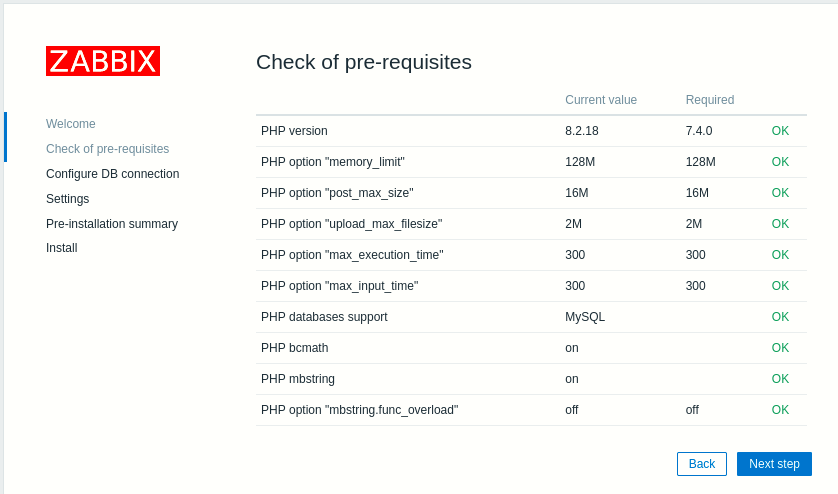 ZABBIX
Welcome
Check of pre-requisites
Configure DB connection
Settings
Pre-installation summary
Install
Check of pre-requisites
Current value Required
PHP version 8.2.18 7.4.0 OK
PHP option "memory_limit" 128M 128M OK
PHP option "post_max_size" 16M 16M OK
PHP option "upload_max_filesize" 2M 2M OK
PHP option "max_execution_time" 300 300 OK
PHP option "max_input_time" 300 300 OK
PHP databases support MySQL OK
PHP bcmath on OK
PHP mbstring on OK
PHP option "mbstring.func_overload" off off OK
Back Next step